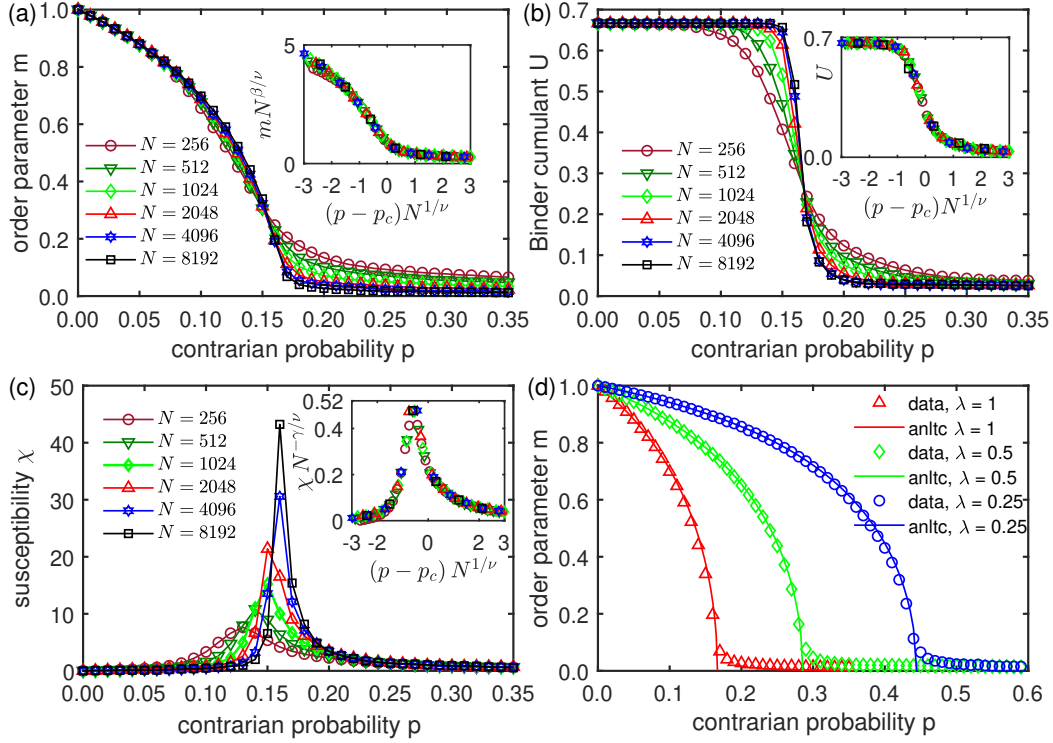 (a)
order parameter m
1.0
0.8
0.6
0.4
0.2
0.0
0.00 0.05 0.10 0.15 0.20 0.25 0.30 0.35
contrarian probability p
N = 256
N = 512
N = 1024
N = 2048
N = 4096
N = 8192
mN^{β/ν}
5
0
-3 -2 -1 0 1 2 3
(p − p_c)N^{1/ν}
(b)
Binder cumulant U
0.7
0.6
0.5
0.4
0.3
0.2
0.1
0.0
0.00 0.05 0.10 0.15 0.20 0.25 0.30 0.35
contrarian probability p
N = 256
N = 512
N = 1024
N = 2048
N = 4096
N = 8192
U
0.7
0.0
-3 -2 -1 0 1 2 3
(p − p_c)N^{1/ν}
(c)
susceptibility χ
50
40
30
20
10
0
0.00 0.05 0.10 0.15 0.20 0.25 0.30 0.35
contrarian probability p
N = 256
N = 512
N = 1024
N = 2048
N = 4096
N = 8192
χ N^{−γ/ν}
0.52
0.4
0.2
0
-3 -2 0 2 3
(p − p_c) N^{1/ν}
(d)
order parameter m
1.0
0.8
0.6
0.4
0.2
0.0
0.0 0.1 0.2 0.3 0.4 0.5 0.6
contrarian probability p
data, λ = 1
anltc λ = 1
data, λ = 0.5
anltc, λ = 0.5
data, λ = 0.25
anltc, λ = 0.25